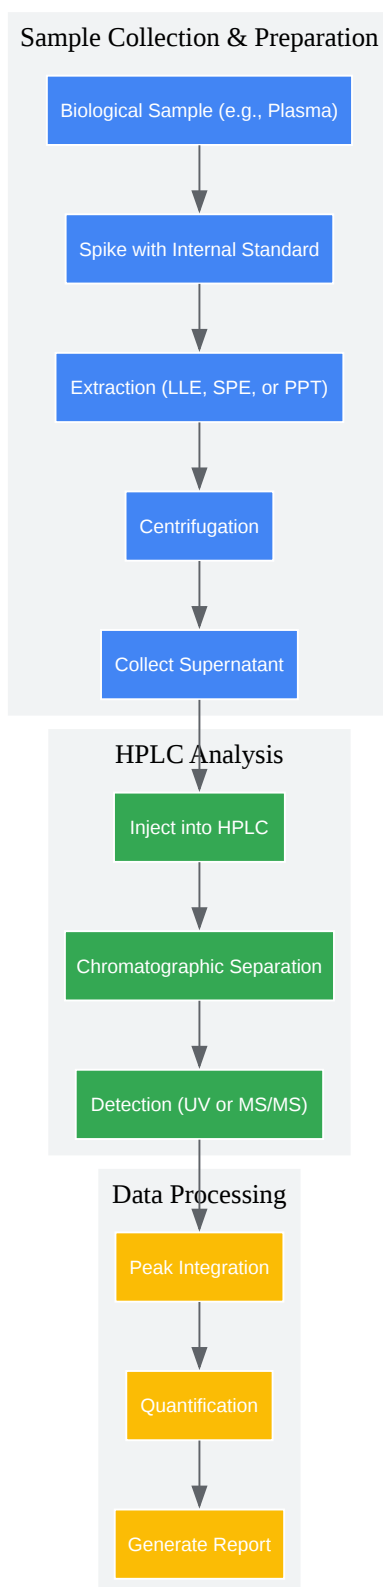 Sample Collection & Preparation
Biological Sample (e.g., Plasma)
Spike with Internal Standard
Extraction (LLE, SPE, or PPT)
Centrifugation
Collect Supernatant
HPLC Analysis
Inject into HPLC
Chromatographic Separation
Detection (UV or MS/MS)
Data Processing
Peak Integration
Quantification
Generate Report